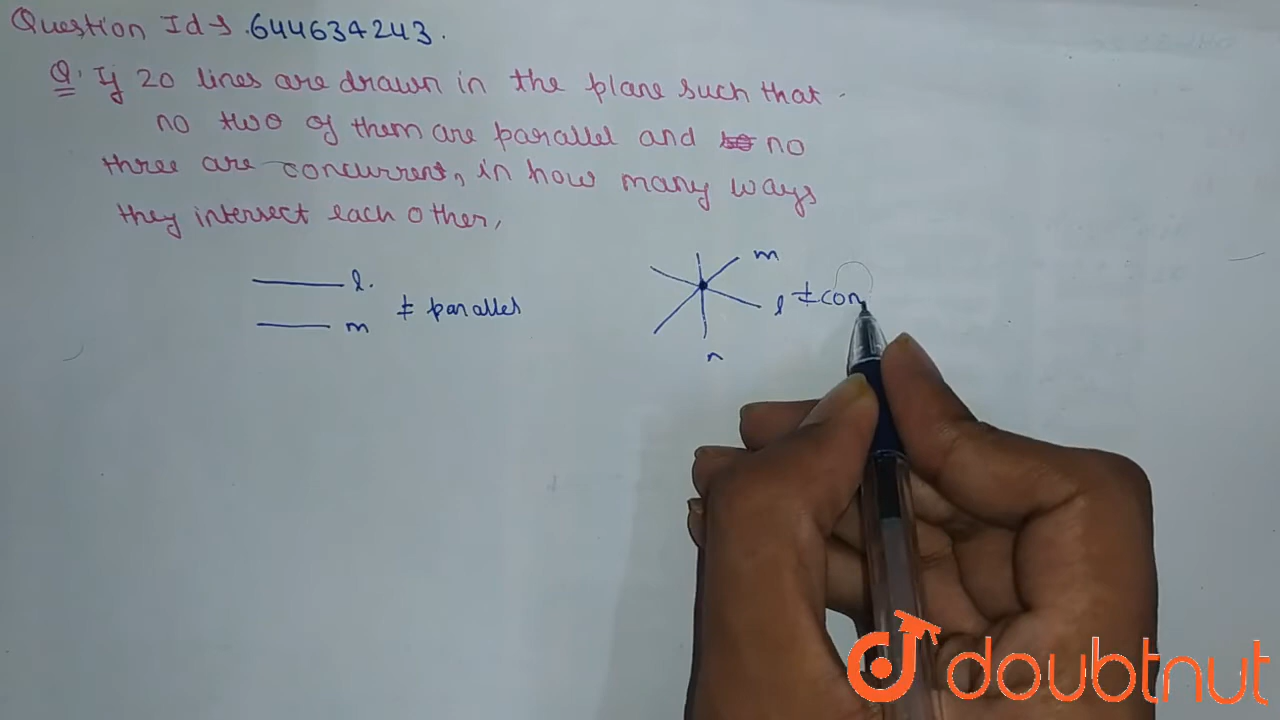 Question Id → .644634243.
Q. If 20 lines are drawn in the plane such that
no two of them are parallel and no
three are concurrent, in how many ways
they intersect each other,
l. m
≠ parallel m l ≠ con
n
doubtnut